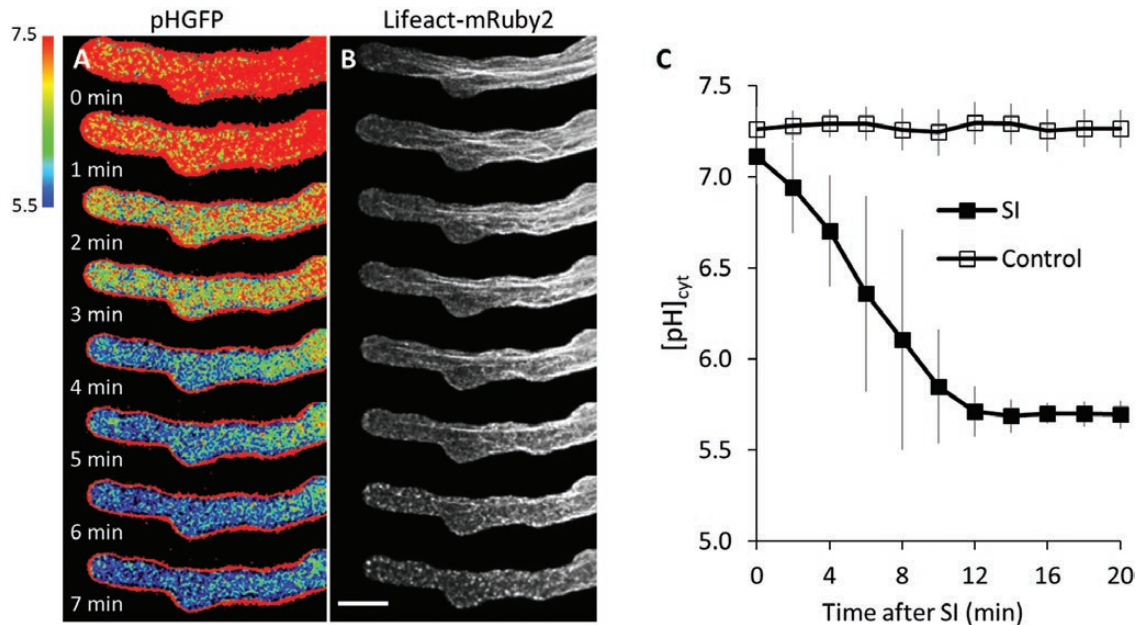 pHGFP
Lifeact-mRuby2
7.5
5.5
A
0 min
1 min
2 min
3 min
4 min
5 min
6 min
7 min
B
C
7.5
7.0
6.5
6.0
5.5
5.0
[pH]cyt
SI
Control
0 4 8 12 16 20
Time after SI (min)